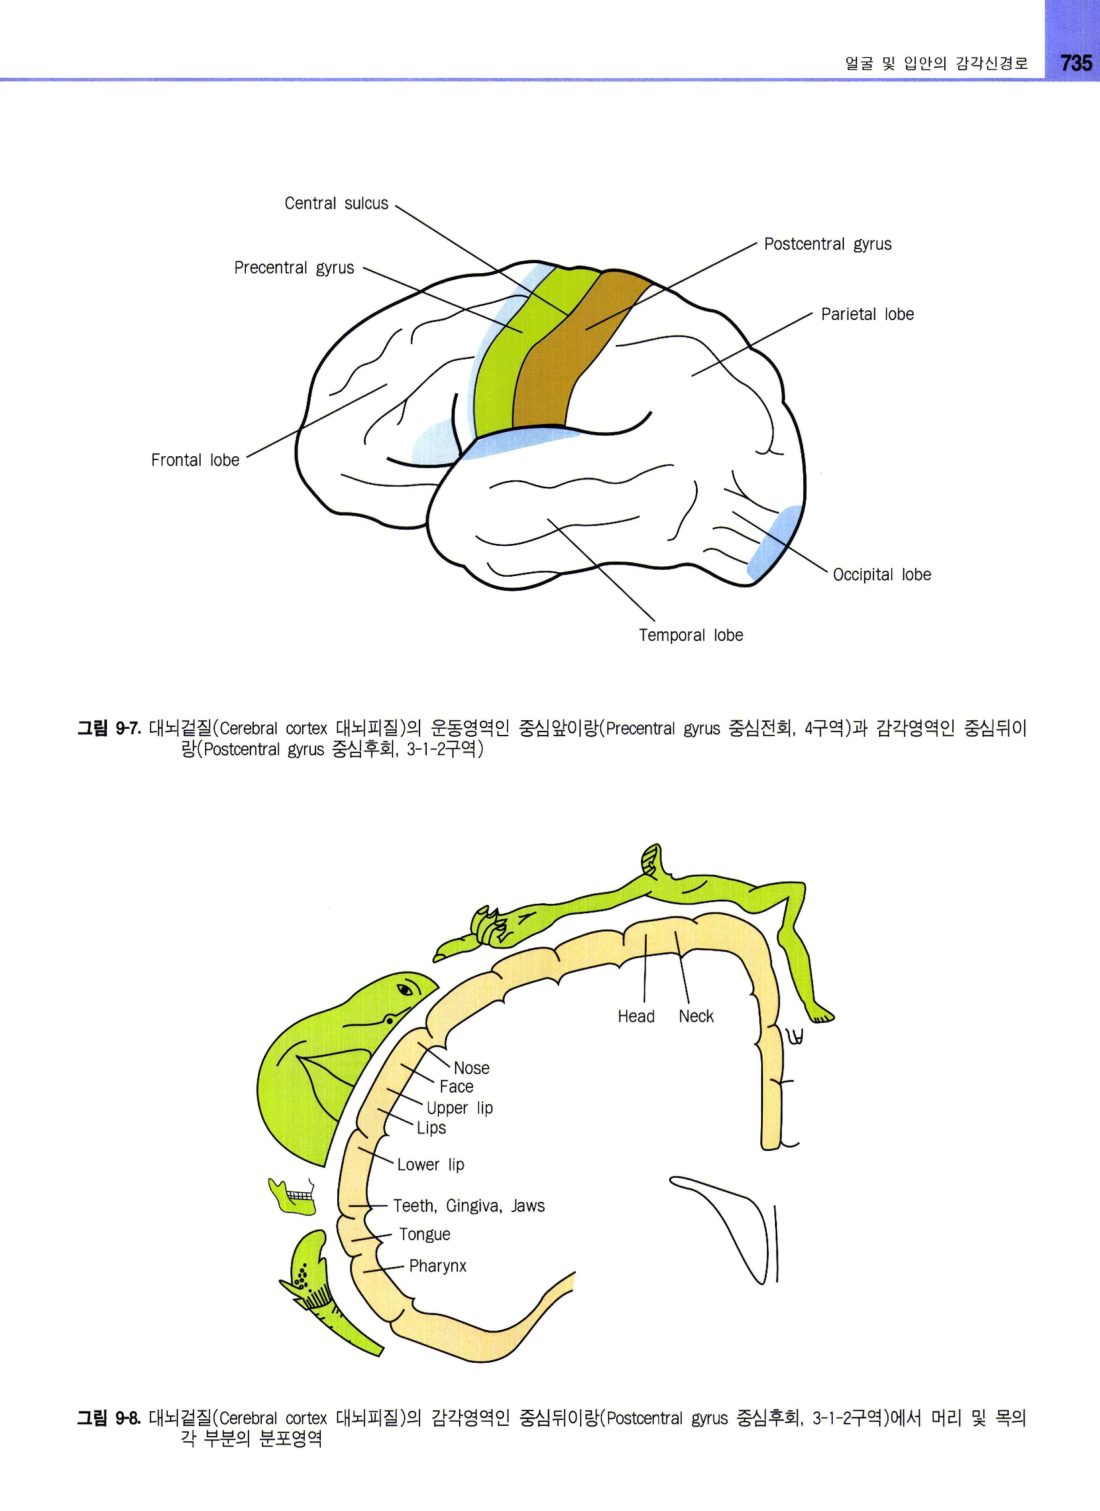 얼굴 및 입안의 감각신경로 735
Central sulcus
Postcentral gyrus
Precentral gyrus
Parietal lobe
Frontal lobe
Occipital lobe
Temporal lobe
그림 9-7. 대뇌겉질(Cerebral cortex 대뇌피질)의 운동영역인 중심앞이랑(Precentral gyrus 중심전회, 4구역)과 감각영역인 중심뒤이
랑(Postcentral gyrus 중심후회, 3-1-2구역)
Head Neck
Nose
Face
Upper lip
Lips
Lower lip
Teeth, Gingiva, Jaws
Tongue
Pharynx
그림 9-8. 대뇌겉질(Cerebral cortex 대뇌피질)의 감각영역인 중심뒤이랑(Postcentral gyrus 중심후회, 3-1-2구역)에서 머리 및 목의
각 부분의 분포영역